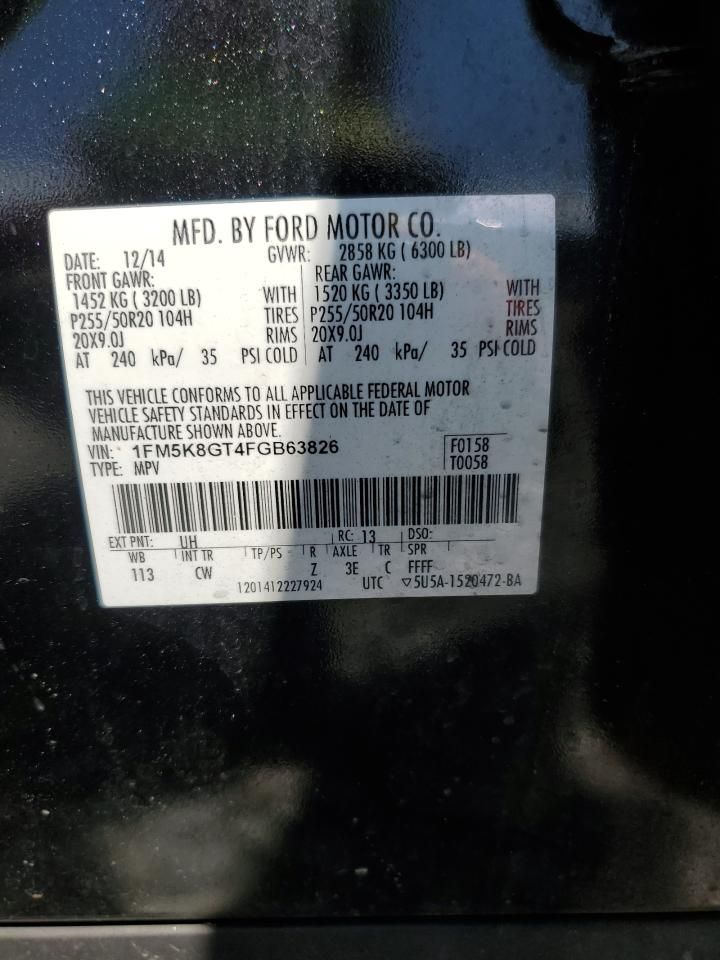 MFD. BY FORD MOTOR CO.
DATE: 12/14 GVWR: 2858 KG ( 6300 LB)
FRONT GAWR: REAR GAWR:
1452 KG ( 3200 LB) WITH 1520 KG ( 3350 LB) WITH
P255/50R20 104H TIRES P255/50R20 104H TIRES
20X9.0J RIMS 20X9.0J RIMS
AT 240 kPa/ 35 PSI COLD AT 240 kPa/ 35 PSI COLD
THIS VEHICLE CONFORMS TO ALL APPLICABLE FEDERAL MOTOR
VEHICLE SAFETY STANDARDS IN EFFECT ON THE DATE OF
MANUFACTURE SHOWN ABOVE.
VIN: 1FM5K8GT4FGB63826 F0158
TYPE: MPV T0058
EXT PNT: UH RC: 13 DSO:
WB INT TR TP/PS R AXLE TR SPR
113 CW Z 3E C FFFF
1201412227924 UTC ▽5U5A-1520472-BA